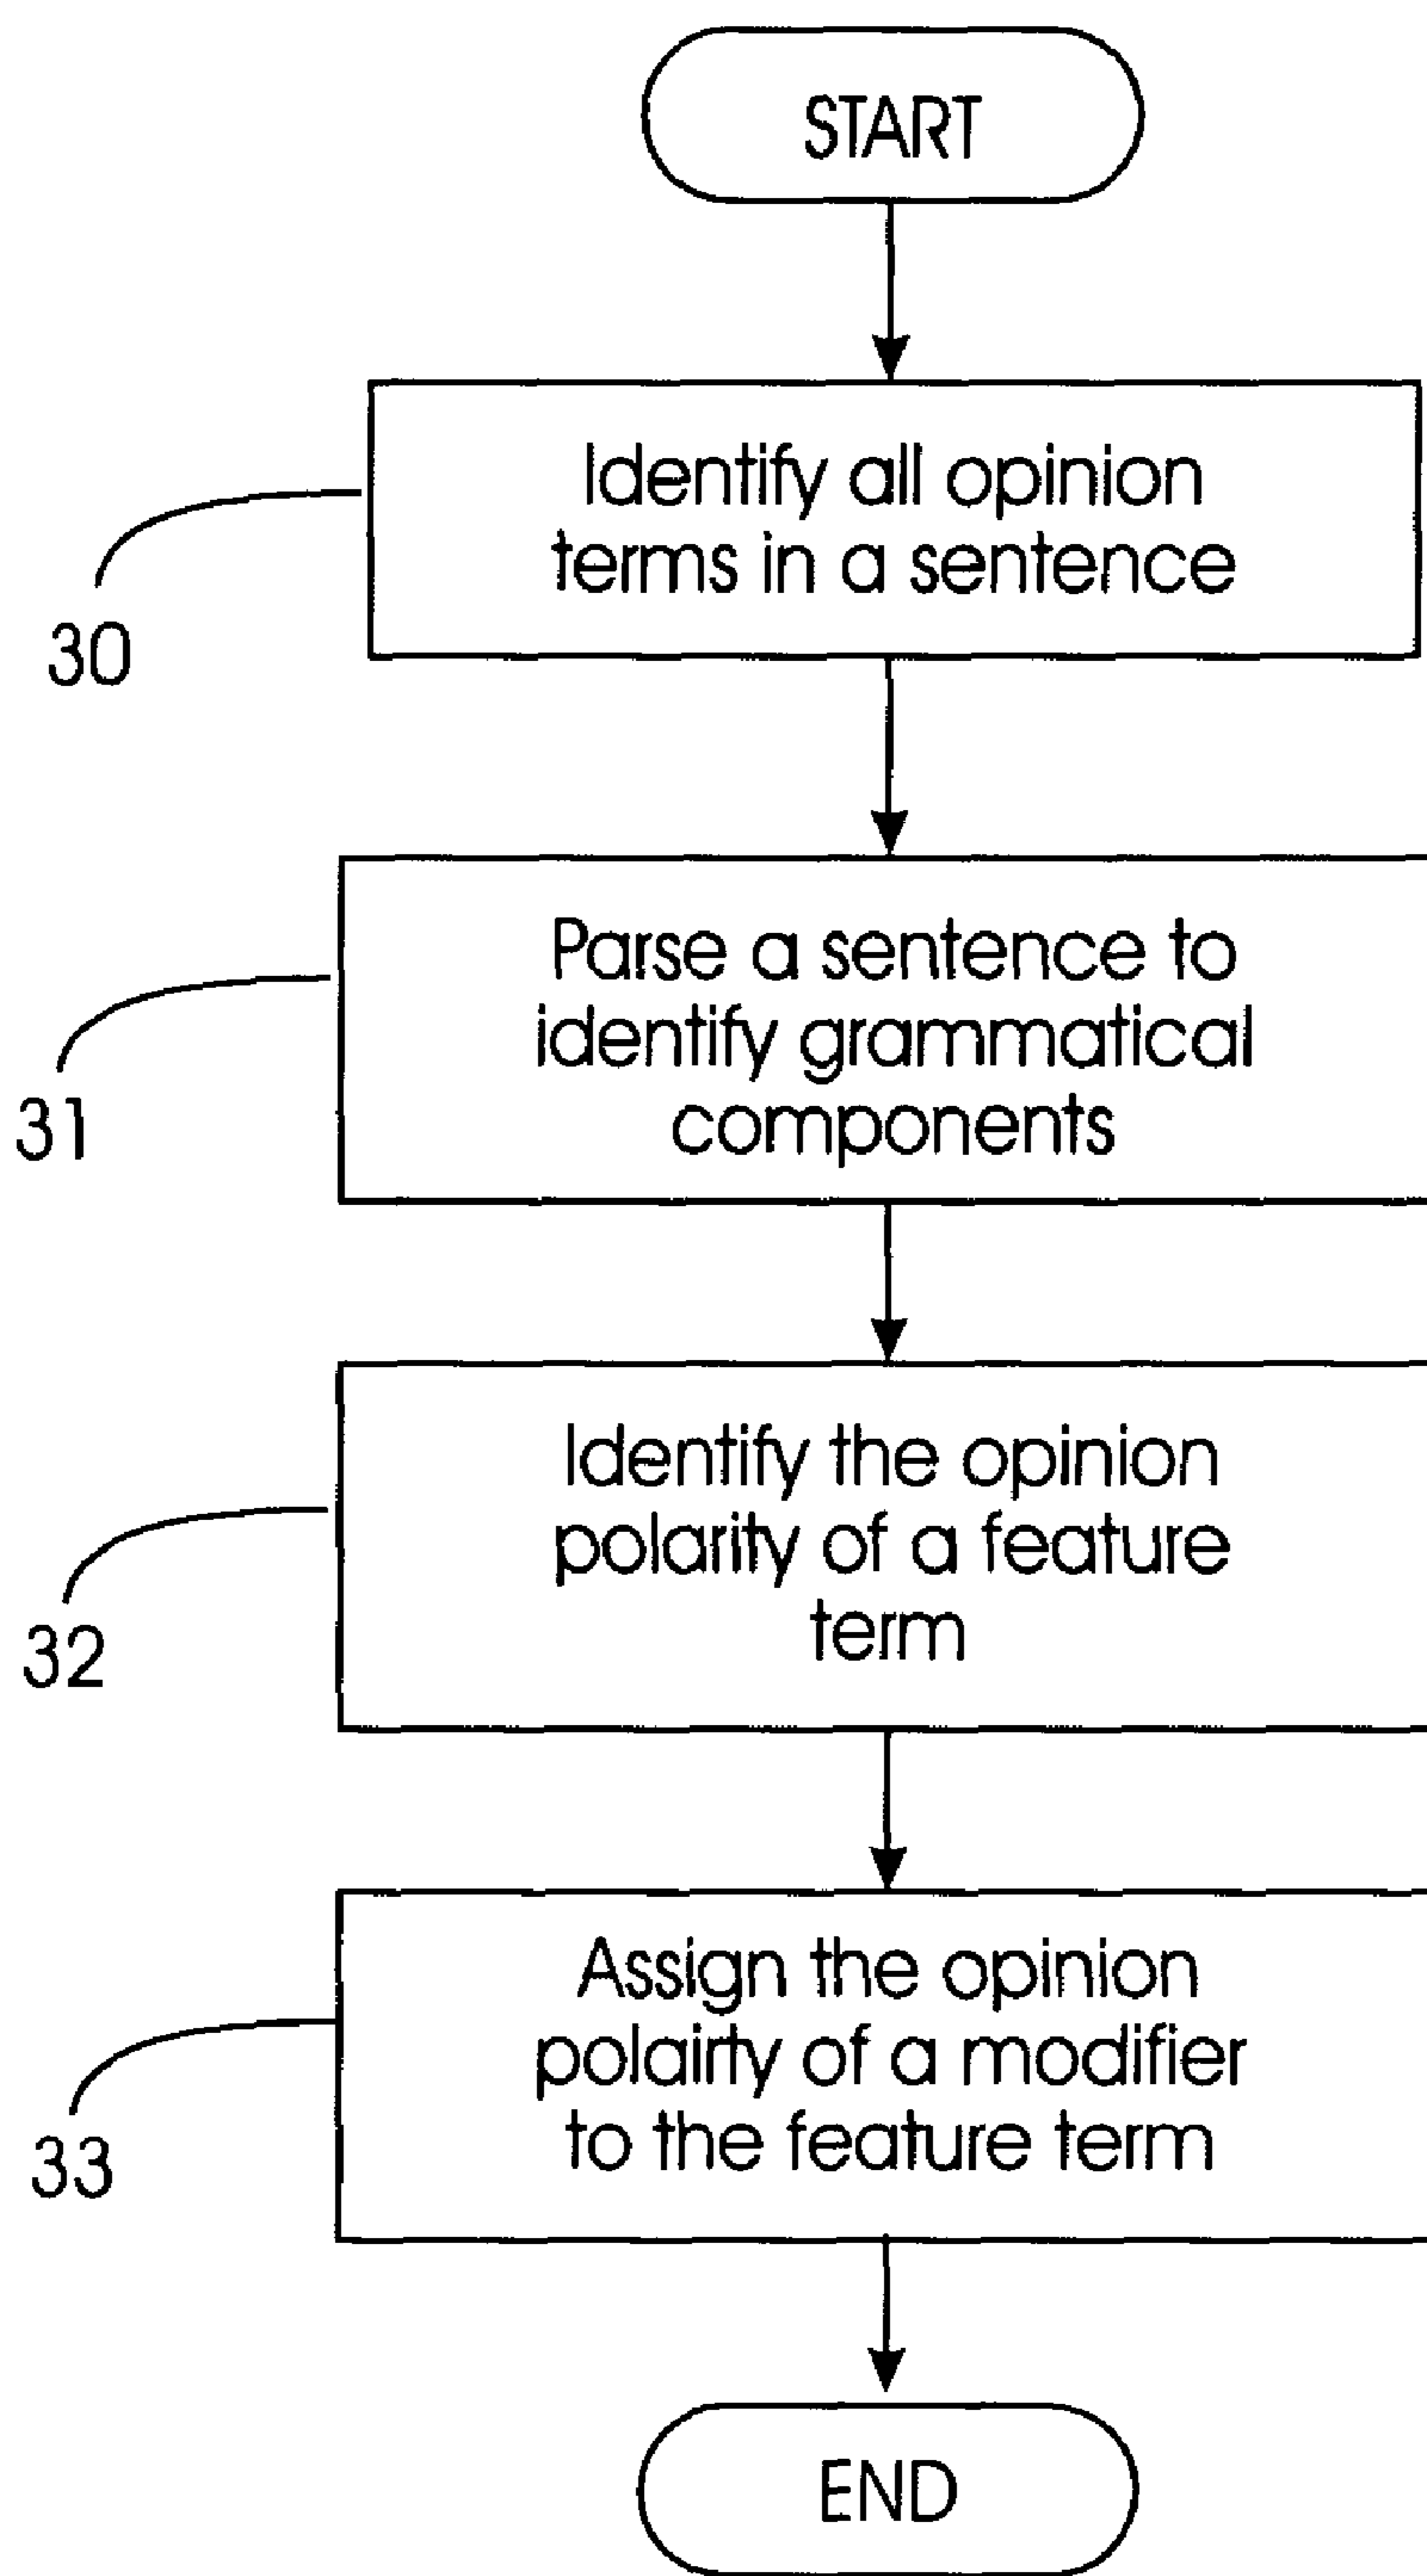 START
Identify all opinion
terms in a sentence
30
Parse a sentence to
identify grammatical
components
31
Identify the opinion
polarity of a feature
term
32
Assign the opinion
polairty of a modifier
to the feature term
33
END